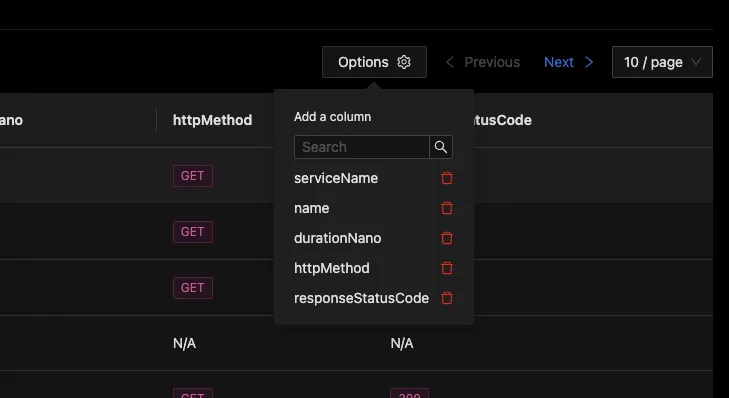 Options
Previous
Next
10 / page
ano
httpMethod
tusCode
Add a column
Search
serviceName
name
durationNano
httpMethod
responseStatusCode
GET
GET
GET
N/A
N/A
GET
200